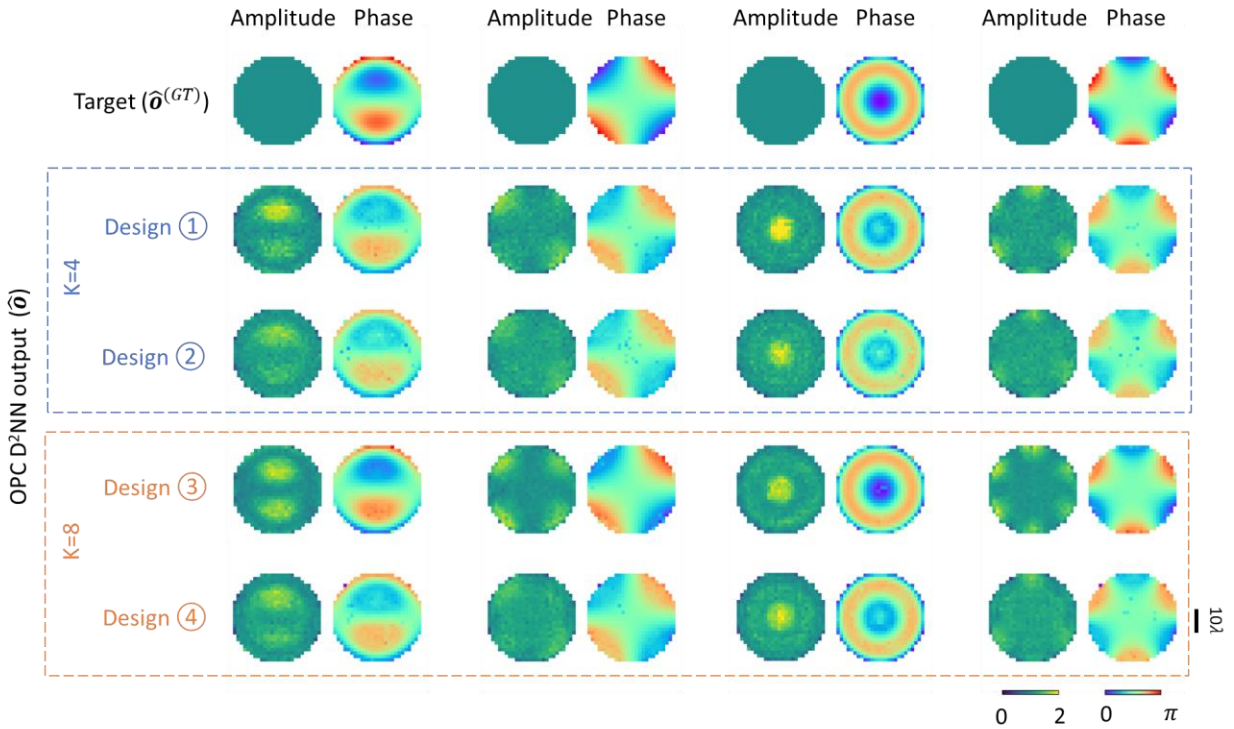 Amplitude Phase Amplitude Phase Amplitude Phase Amplitude Phase
Target (ô⁽ᴳᵀ⁾)
OPC D²NN output (ô)
K=4
Design ①
Design ②
K=8
Design ③
Design ④
10λ
0 2 0 π